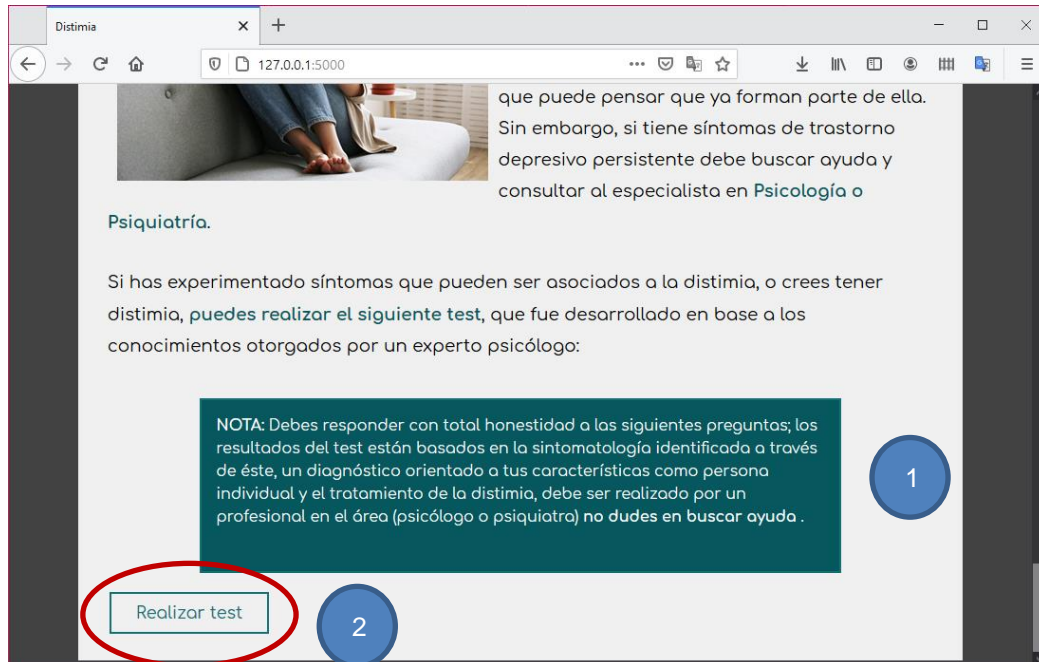 Distimia
127.0.0.1:5000
que puede pensar que ya forman parte de ella.
Sin embargo, si tiene síntomas de trastorno
depresivo persistente debe buscar ayuda y
consultar al especialista en Psicología o
Psiquiatría.
Si has experimentado síntomas que pueden ser asociados a la distimia, o crees tener
distimia, puedes realizar el siguiente test, que fue desarrollado en base a los
conocimientos otorgados por un experto psicólogo:
NOTA: Debes responder con total honestidad a las siguientes preguntas; los
resultados del test están basados en la sintomatología identificada a través
de éste, un diagnóstico orientado a tus características como persona
individual y el tratamiento de la distimia, debe ser realizado por un
profesional en el área (psicólogo o psiquiatra) no dudes en buscar ayuda .
1
Realizar test
2